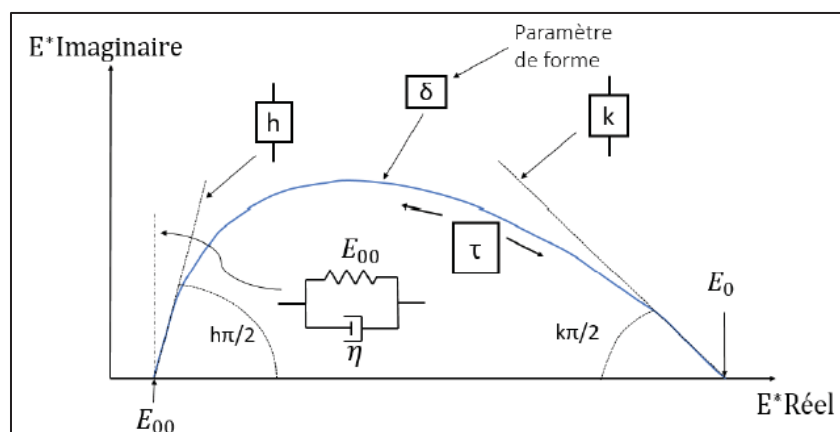 Paramètre
de forme
E*Imaginaire
δ
h
k
τ
E₀₀
E₀
hπ/2
η
kπ/2
E₀₀
E*Réel